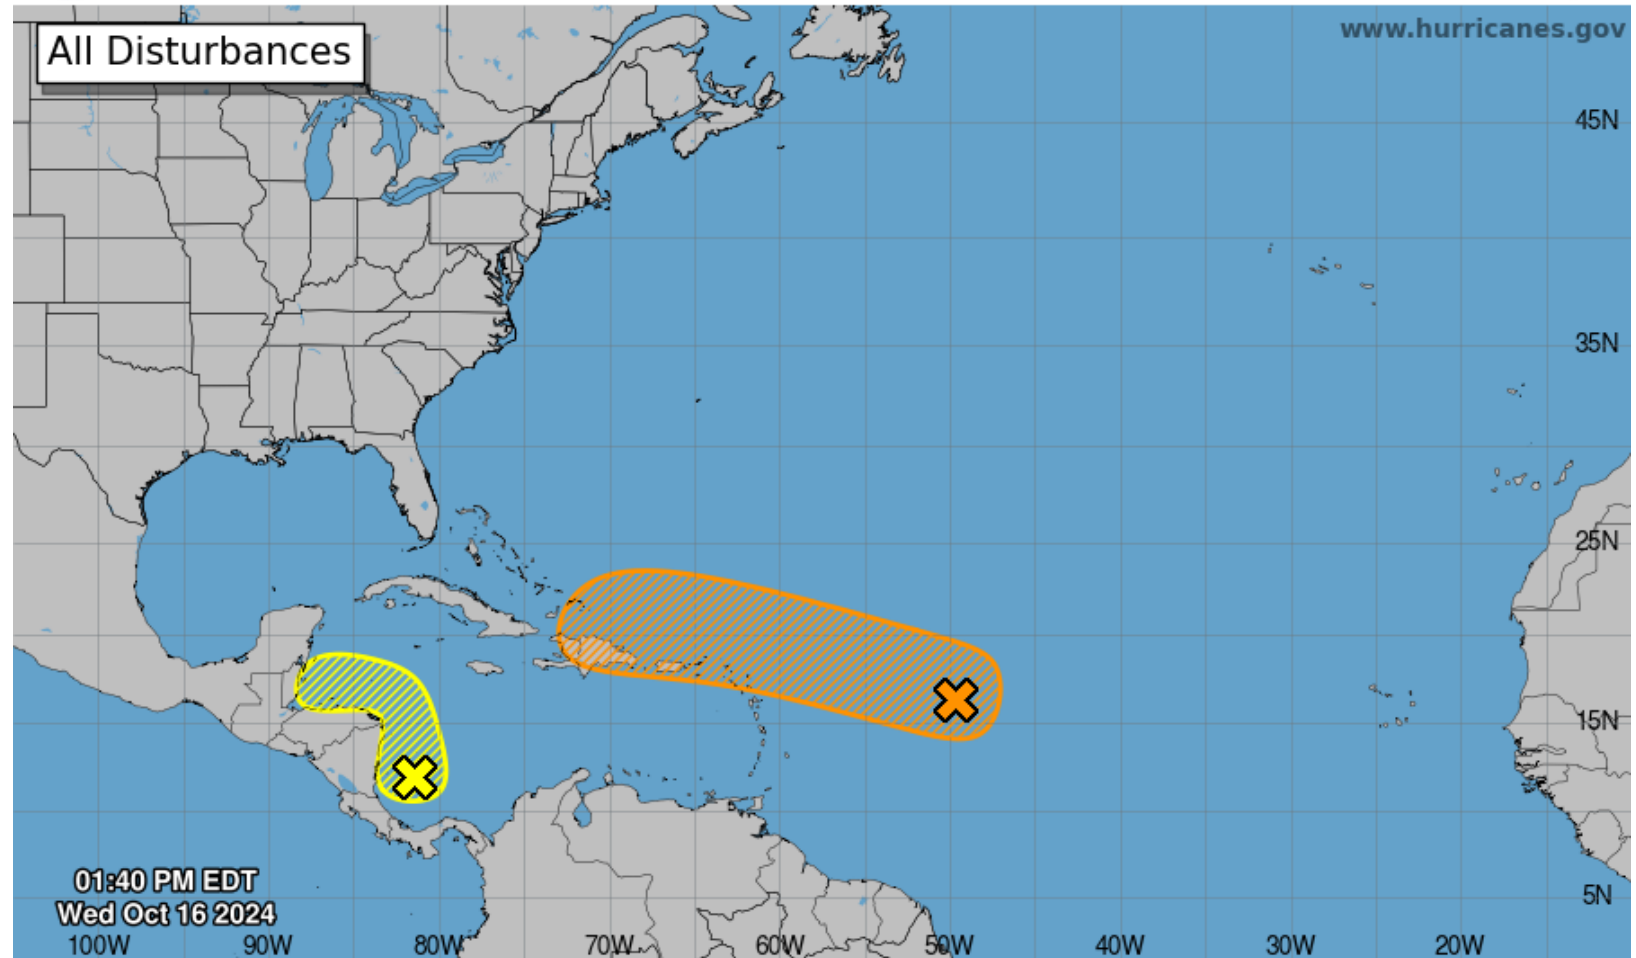 All Disturbances
www.hurricanes.gov
45N
35N
25N
15N
5N
01:40 PM EDT
Wed Oct 16 2024
100W 90W 80W 70W 60W 50W 40W 30W 20W